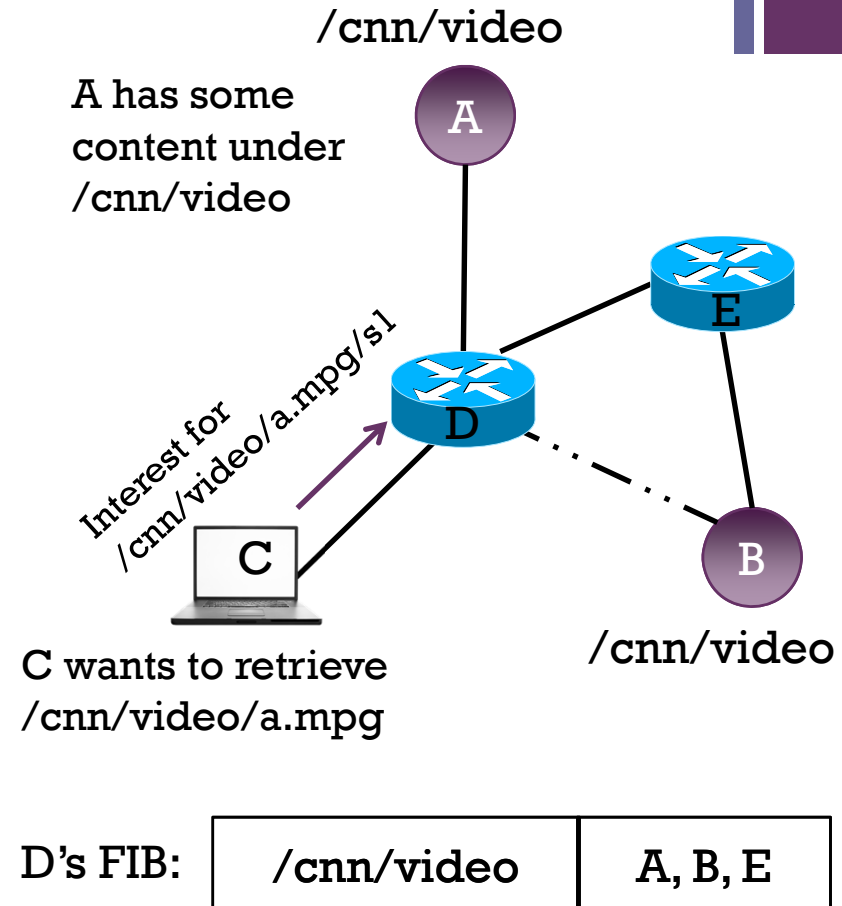 /cnn/video
A has some
content under
/cnn/video
A
E
D
Interest for
/cnn/video/a.mpg/s1
C
B
C wants to retrieve
/cnn/video/a.mpg
/cnn/video
D’s FIB:
/cnn/video
A, B, E